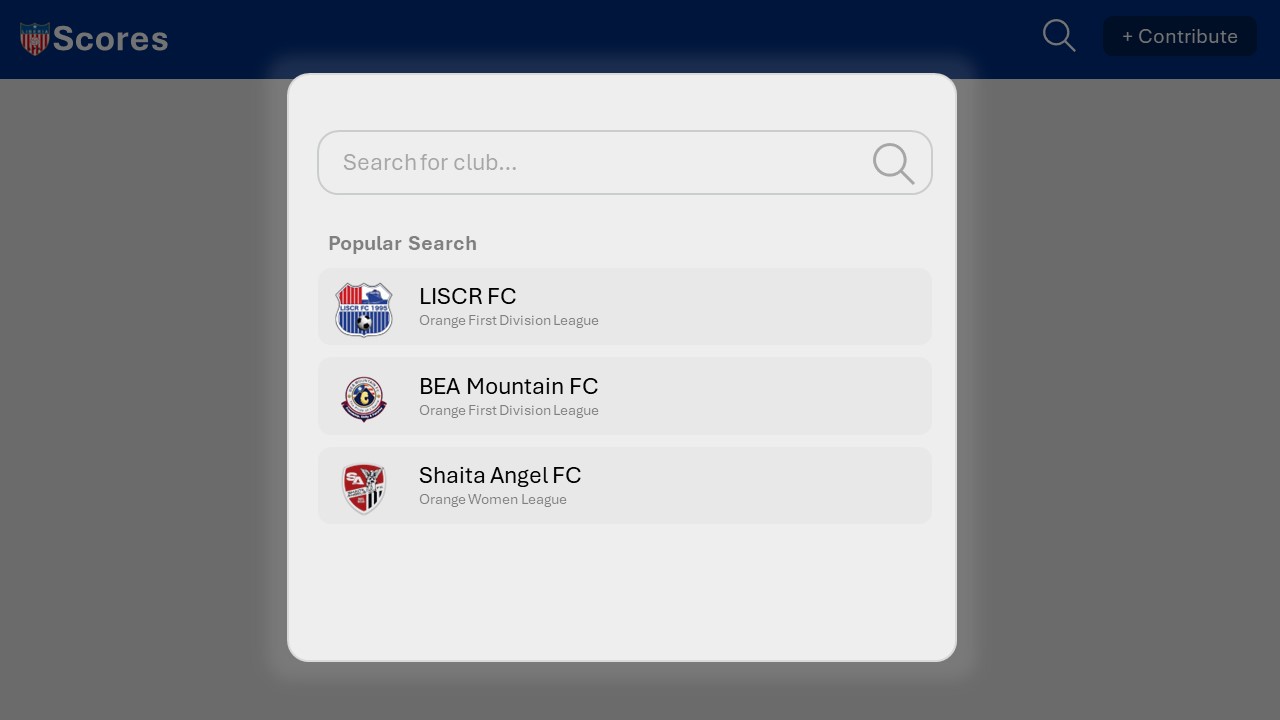 Scores
+ Contribute
Search for club...
Popular Search
LISCR FC 1995
LISCR FC
Orange First Division League
BEA Mountain FC
Orange First Division League
SA
Shaita Angel FC
Orange Women League